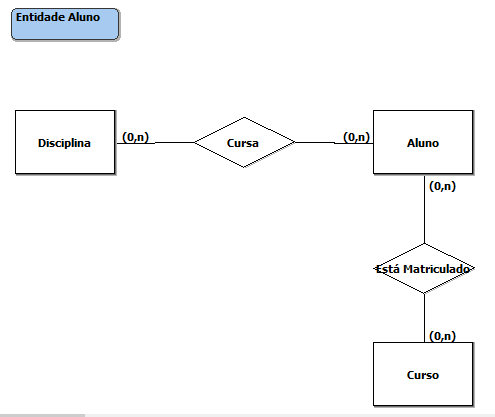 Entidade Aluno
Disciplina
(0,n)
Cursa
(0,n)
Aluno
(0,n)
Está Matriculado
(0,n)
Curso